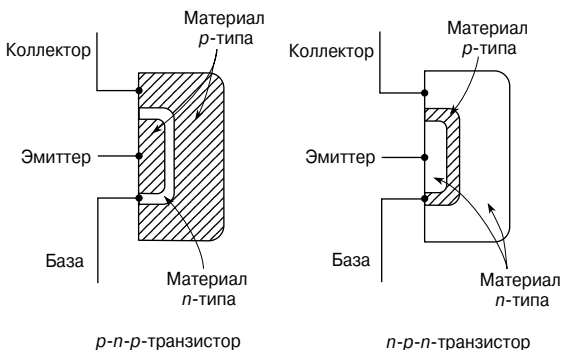 Материал
p-типа
Коллектор
Эмиттер
База
Материал
n-типа
p-n-p-транзистор
Коллектор
Материал
p-типа
Эмиттер
База
Материал
n-типа
n-p-n-транзистор